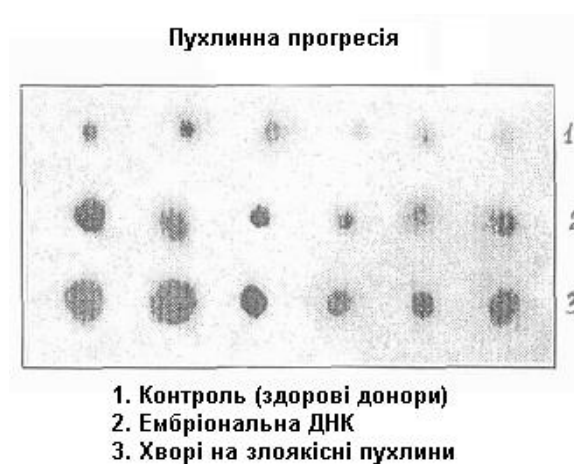 Пухлинна прогресія
1
2
3
1. Контроль (здорові донори)
2. Ембріональна ДНК
3. Хворі на злоякісні пухлини